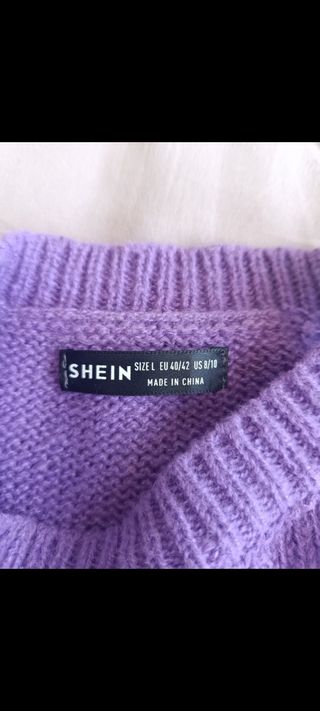 SHEIN SIZE L EU 40/42 US 8/10
MADE IN CHINA